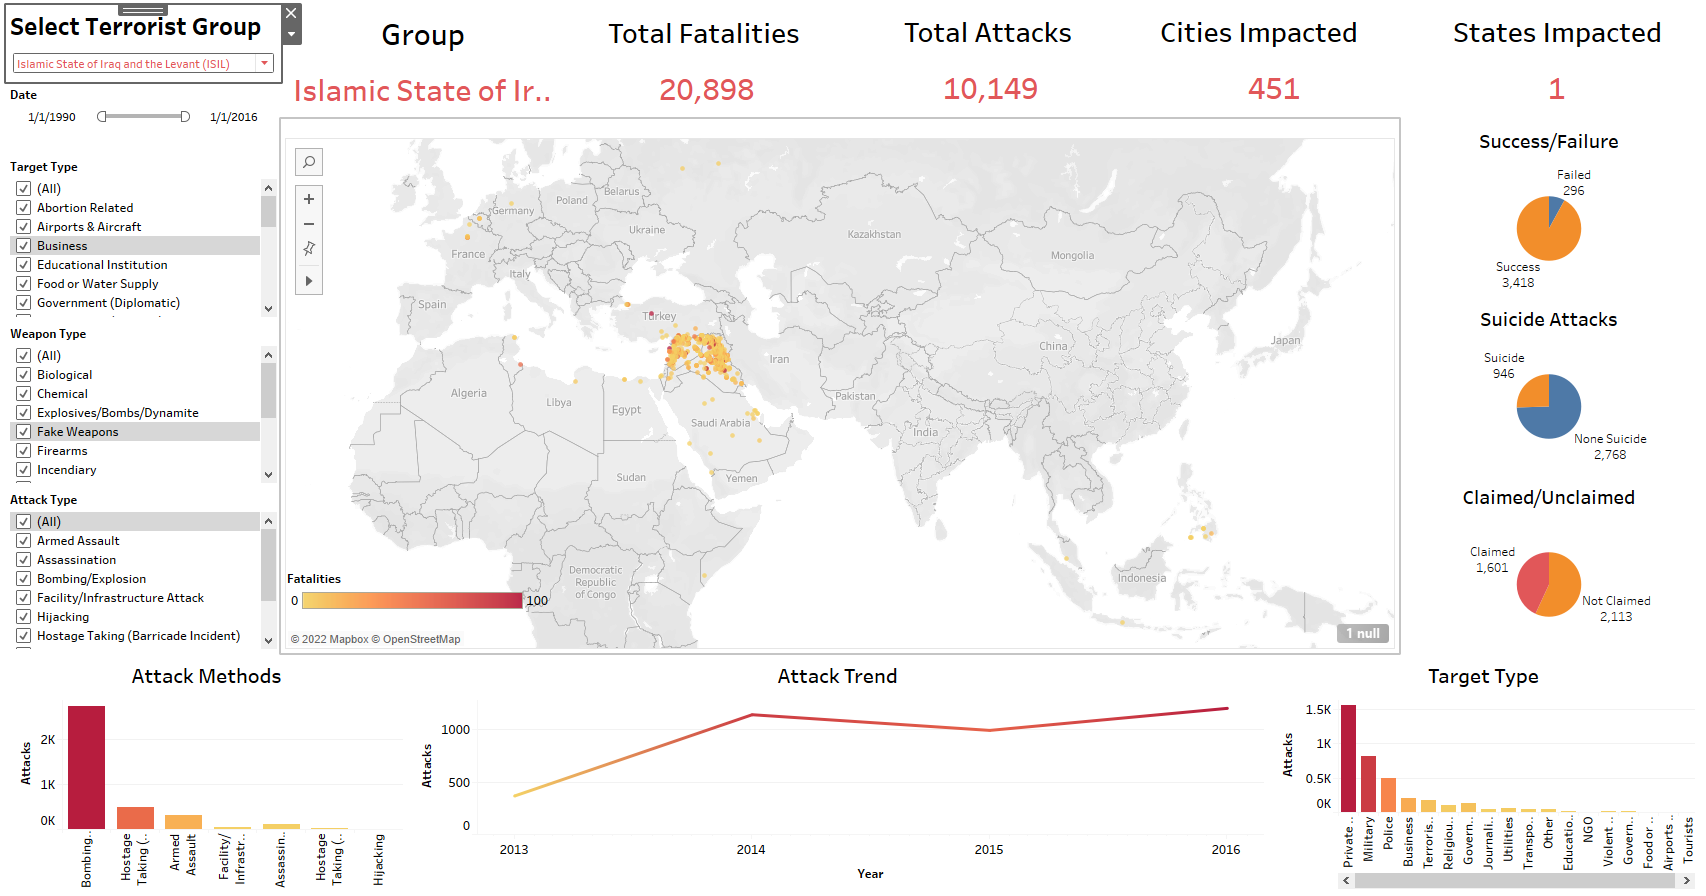 Select Terrorist Group
Islamic State of Iraq and the Levant (ISIL)
Group
Total Fatalities
Total Attacks
Cities Impacted
States Impacted
Islamic State of Ir..
20,898
10,149
451
1
Date
1/1/1990
1/1/2016
Target Type
(All)
Abortion Related
Airports & Aircraft
Business
Educational Institution
Food or Water Supply
Government (Diplomatic)
Weapon Type
(All)
Biological
Chemical
Explosives/Bombs/Dynamite
Fake Weapons
Firearms
Incendiary
Attack Type
(All)
Armed Assault
Assassination
Bombing/Explosion
Facility/Infrastructure Attack
Hijacking
Hostage Taking (Barricade Incident)
Belarus
Poland
Germany
Ukraine
France
Italy
Spain
Turkey
Kazakhstan
Mongolia
China
Japan
Iran
Pakistan
India
Algeria
Libya
Egypt
Saudi Arabia
Sudan
Yemen
Democratic
Republic
of Congo
Indonesia
Fatalities
0
100
© 2022 Mapbox © OpenStreetMap
1 null
Success/Failure
Failed
296
Success
3,418
Suicide Attacks
Suicide
946
None Suicide
2,768
Claimed/Unclaimed
Claimed
1,601
Not Claimed
2,113
Attack Methods
Attacks
2K
1K
0K
Bombing..
Hostage
Taking (..
Armed
Assault
Facility/
Infrastr..
Assassin..
Hostage
Taking (..
Hijacking
Attack Trend
Attacks
1000
500
0
2013
2014
2015
2016
Year
Target Type
Attacks
1.5K
1K
0.5K
0K
Private ..
Military
Police
Business
Terroris..
Religiou..
Govern..
Journali..
Utilities
Transpo..
Other
Educatio..
NGO
Violent ..
Govern..
Food or ..
Airports ..
Tourists